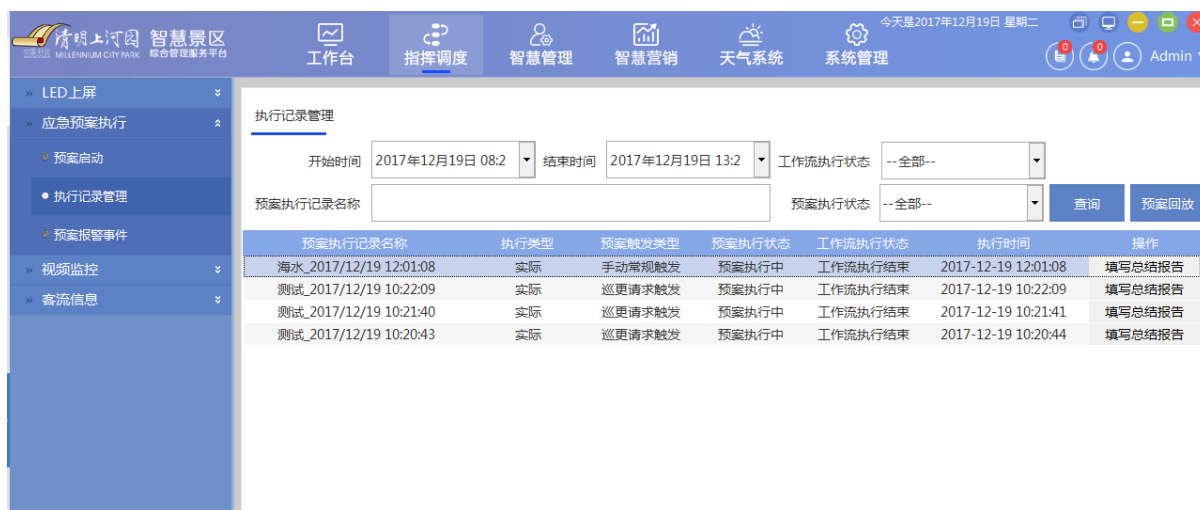 今天是2017年12月19日 星期二
清明上河园 智慧景区
MILLENNIUM CITY PARK 综合管理服务平台
工作台 指挥调度 智慧管理 智慧营销 天气系统 系统管理
0 0 Admin
LED上屏
应急预案执行
预案启动
执行记录管理
预案报警事件
视频监控
客流信息
执行记录管理
开始时间 2017年12月19日 08:2 结束时间 2017年12月19日 13:2 工作流执行状态 --全部--
预案执行记录名称 预案执行状态 --全部-- 查询 预案回放
预案执行记录名称 执行类型 预案触发类型 预案执行状态 工作流执行状态 执行时间 操作
海水_2017/12/19 12:01:08 实际 手动常规触发 预案执行中 工作流执行结束 2017-12-19 12:01:08 填写总结报告
测试_2017/12/19 10:22:09 实际 巡更请求触发 预案执行中 工作流执行结束 2017-12-19 10:22:09 填写总结报告
测试_2017/12/19 10:21:40 实际 巡更请求触发 预案执行中 工作流执行结束 2017-12-19 10:21:41 填写总结报告
测试_2017/12/19 10:20:43 实际 巡更请求触发 预案执行中 工作流执行结束 2017-12-19 10:20:44 填写总结报告